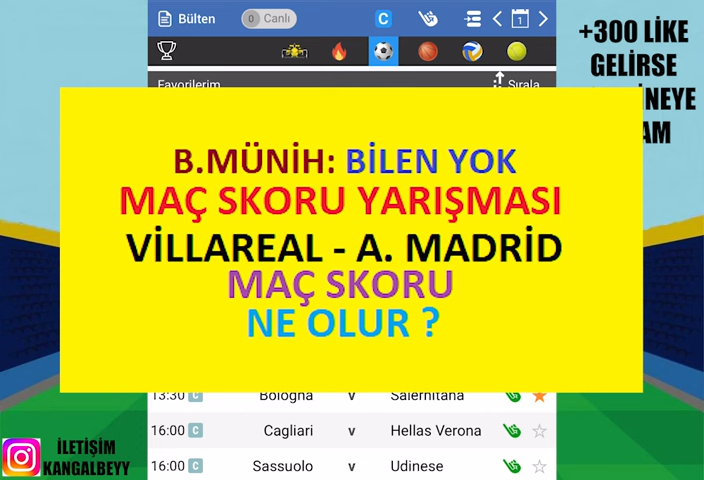 Bülten
0 Canlı
C
1
+300 LİKE
GELİRSE
NEYE
AM
Favorilerim
Sırala
B.MÜNİH: BİLEN YOK
MAÇ SKORU YARIŞMASI
VİLLAREAL - A. MADRİD
MAÇ SKORU
NE OLUR ?
13:30 C Bologna v Salernitana
16:00 C Cagliari v Hellas Verona
16:00 C Sassuolo v Udinese
İLETİŞİM
KANGALBEYY